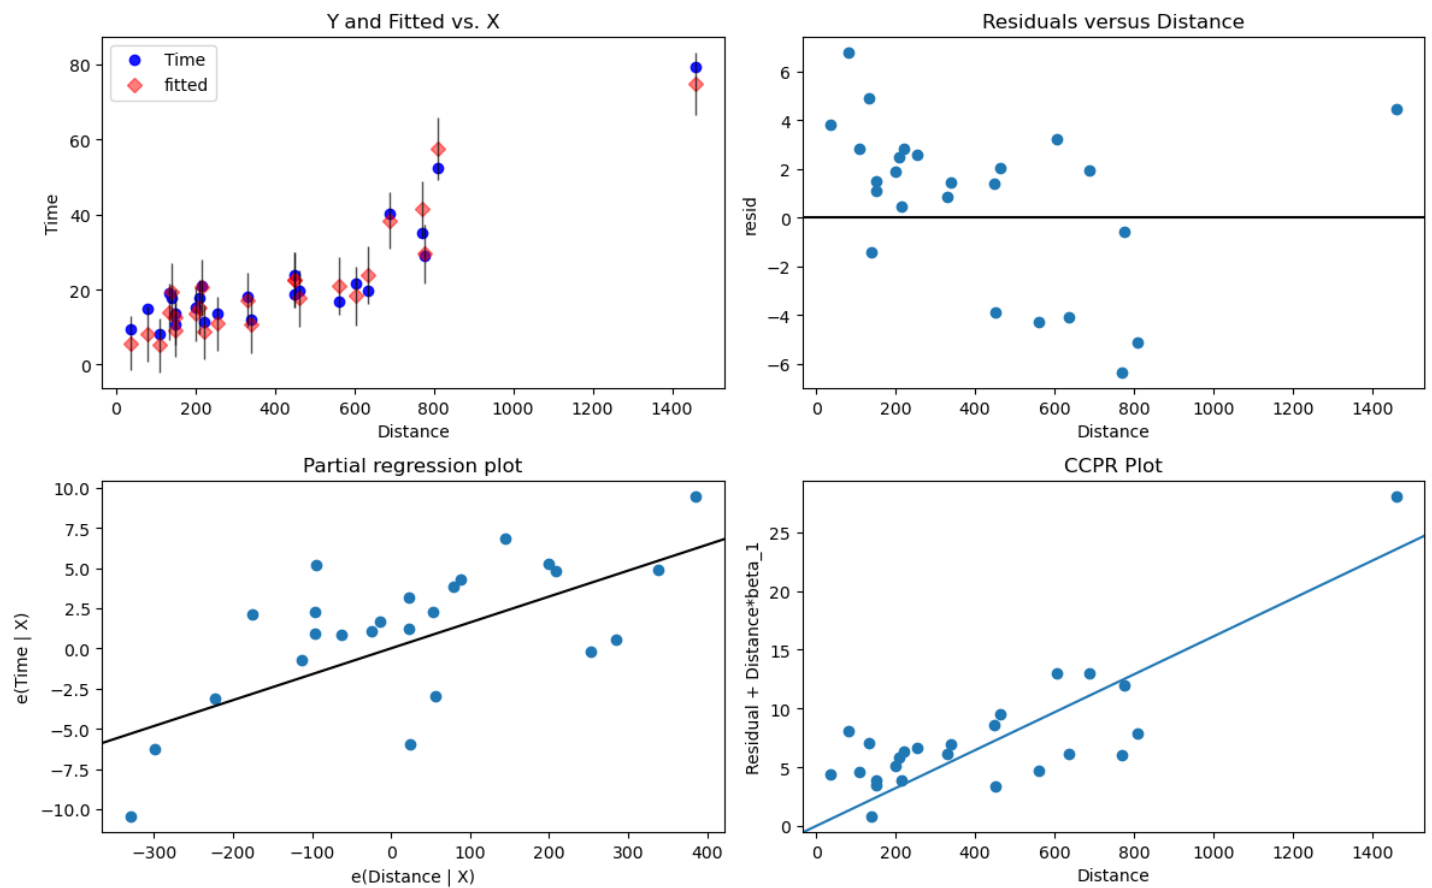 Y and Fitted vs. X
Time
fitted
80
60
40
20
0
Time
0 200 400 600 800 1000 1200 1400
Distance
Residuals versus Distance
6
4
2
0
−2
−4
−6
resid
0 200 400 600 800 1000 1200 1400
Distance
Partial regression plot
10.0
7.5
5.0
2.5
0.0
−2.5
−5.0
−7.5
−10.0
e(Time | X)
−300 −200 −100 0 100 200 300 400
e(Distance | X)
CCPR Plot
25
20
15
10
5
0
Residual + Distance*beta_1
0 200 400 600 800 1000 1200 1400
Distance